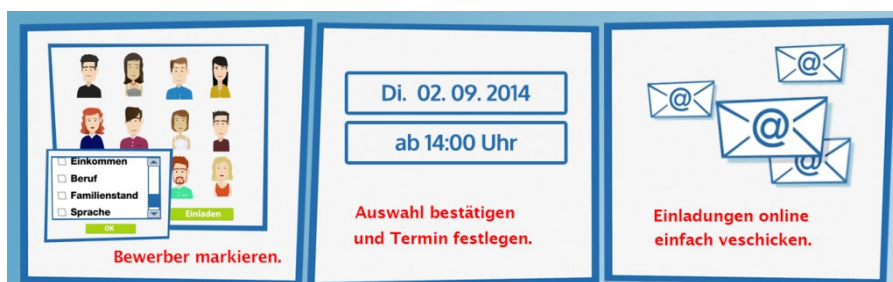 Einkommen
Beruf
Familienstand
Sprache
OK
Einladen
Bewerber markieren.
Di. 02. 09. 2014
ab 14:00 Uhr
Auswahl bestätigen
und Termin festlegen.
@
@
@
@
Einladungen online
einfach veschicken.